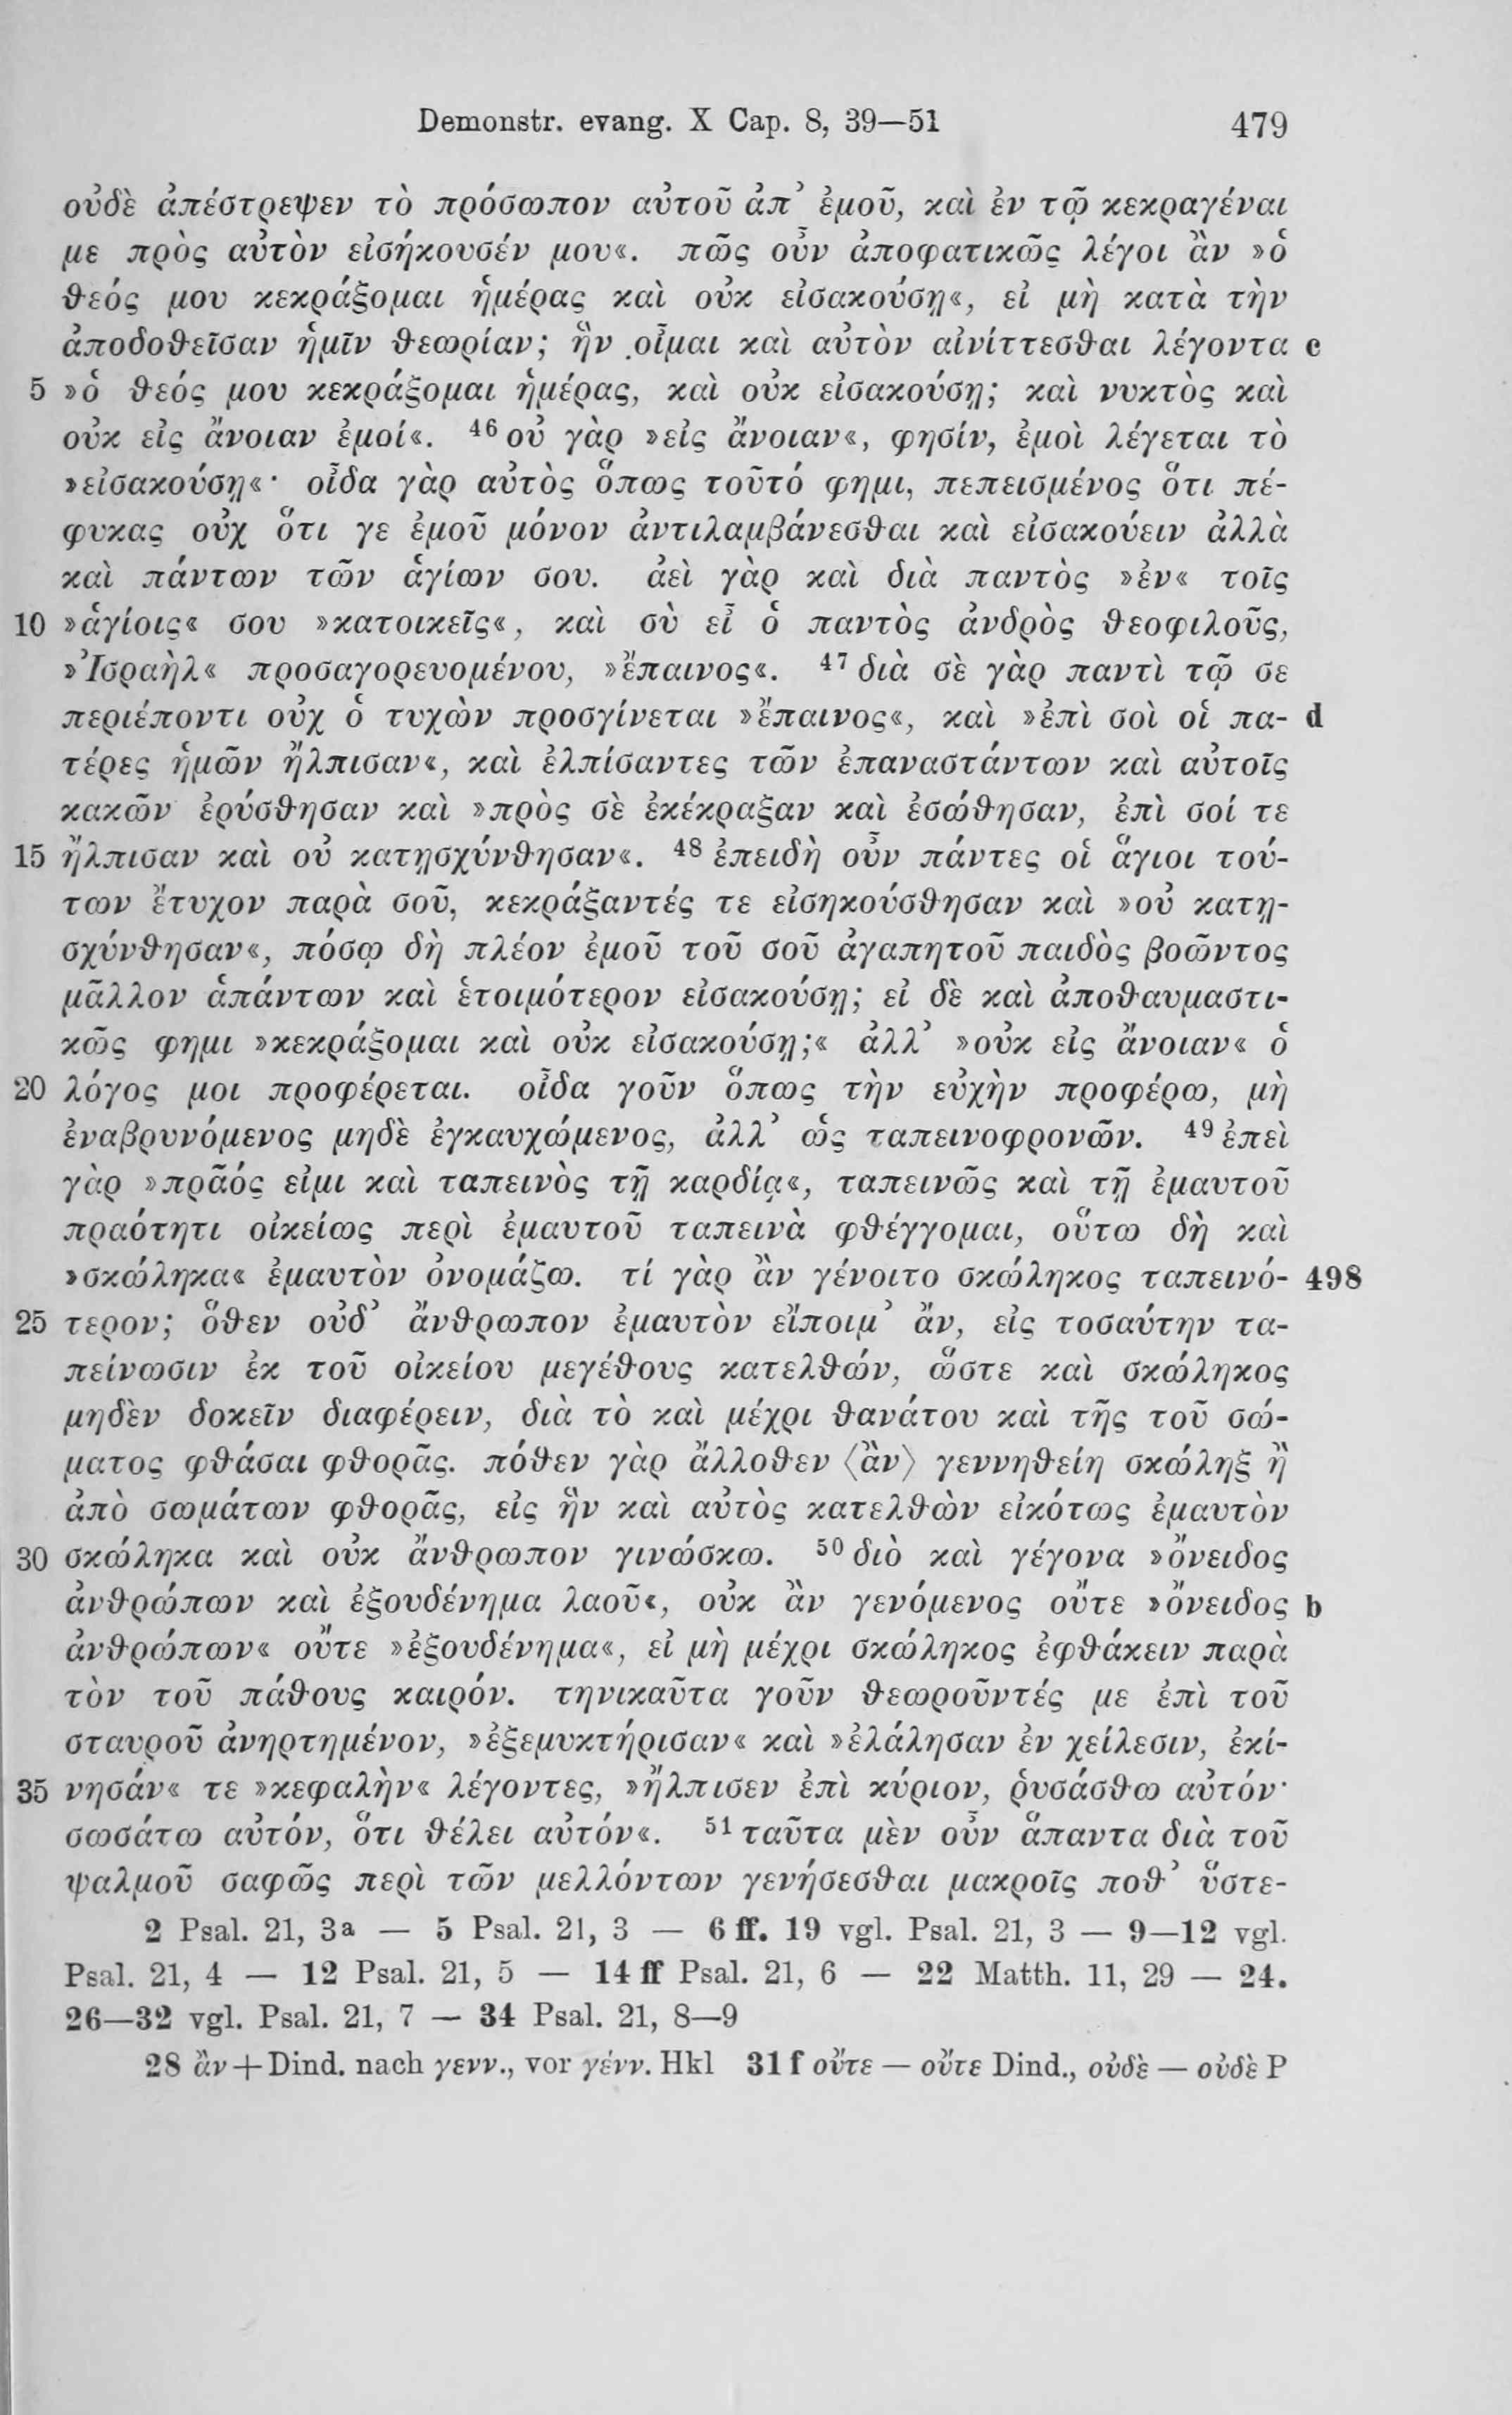 Demonstr. evang. X Cap. 8, 39—51 479
οὐδὲ ἀπέστρεψεν τὸ πρόσωπον αὐτοῦ ἀπ’ ἐμοῦ, καὶ ἐν τῷ κεκραγέναι
με πρὸς αὐτὸν εἰσήκουσέν μου«. πῶς οὖν ἀποφατικῶς λέγοι ἂν »ὁ
θεός μου κεκράξομαι ἡμέρας καὶ οὐκ εἰσακούσῃ«, εἰ μὴ κατὰ τὴν
ἀποδοθεῖσαν ἡμῖν θεωρίαν; ἣν οἶμαι καὶ αὐτὸν αἰνίττεσθαι λέγοντα c
5 »ὁ θεός μου κεκράξομαι ἡμέρας, καὶ οὐκ εἰσακούσῃ; καὶ νυκτὸς καὶ
οὐκ εἰς ἄνοιαν ἐμοί«. 46 οὐ γὰρ »εἰς ἄνοιαν«, φησίν, ἐμοὶ λέγεται τὸ
»εἰσακούσῃ«· οἶδα γὰρ αὐτὸς ὅπως τοῦτό φημι, πεπεισμένος ὅτι πέ-
φυκας οὐχ ὅτι γε ἐμοῦ μόνον ἀντιλαμβάνεσθαι καὶ εἰσακούειν ἀλλὰ
καὶ πάντων τῶν ἁγίων σου. ἀεὶ γὰρ καὶ διὰ παντὸς »ἐν« τοῖς
10 »ἁγίοις« σου »κατοικεῖς«, καὶ σὺ εἶ ὁ παντὸς ἀνδρὸς θεοφιλοῦς,
»Ἰσραὴλ« προσαγορευομένου, »ἔπαινος«. 47 διὰ σὲ γὰρ παντὶ τῷ σε
περιέποντι οὐχ ὁ τυχὼν προσγίνεται »ἔπαινος«, καὶ »ἐπὶ σοὶ οἱ πα- d
τέρες ἡμῶν ἤλπισαν«, καὶ ἐλπίσαντες τῶν ἐπαναστάντων καὶ αὐτοῖς
κακῶν ἐρύσθησαν καὶ »πρὸς σὲ ἐκέκραξαν καὶ ἐσώθησαν, ἐπὶ σοί τε
15 ἤλπισαν καὶ οὐ κατῃσχύνθησαν«. 48 ἐπειδὴ οὖν πάντες οἱ ἅγιοι τού-
των ἔτυχον παρὰ σοῦ, κεκράξαντές τε εἰσηκούσθησαν καὶ »οὐ κατῃ-
σχύνθησαν«, πόσῳ δὴ πλέον ἐμοῦ τοῦ σοῦ ἀγαπητοῦ παιδὸς βοῶντος
μᾶλλον ἁπάντων καὶ ἑτοιμότερον εἰσακούσῃ; εἰ δὲ καὶ ἀποθαυμαστι-
κῶς φημι »κεκράξομαι καὶ οὐκ εἰσακούσῃ;« ἀλλ’ »οὐκ εἰς ἄνοιαν« ὁ
20 λόγος μοι προφέρεται. οἶδα γοῦν ὅπως τὴν εὐχὴν προφέρω, μὴ
ἐναβρυνόμενος μηδὲ ἐγκαυχώμενος, ἀλλ’ ὡς ταπεινοφρονῶν. 49 ἐπεὶ
γὰρ »πρᾶός εἰμι καὶ ταπεινὸς τῇ καρδίᾳ«, ταπεινῶς καὶ τῇ ἐμαυτοῦ
πραότητι οἰκείως περὶ ἐμαυτοῦ ταπεινὰ φθέγγομαι, οὕτω δὴ καὶ
»σκώληκα« ἐμαυτὸν ὀνομάζω. τί γὰρ ἂν γένοιτο σκώληκος ταπεινό- 498
25 τερον; ὅθεν οὐδ’ ἄνθρωπον ἐμαυτὸν εἴποιμ’ ἄν, εἰς τοσαύτην τα-
πείνωσιν ἐκ τοῦ οἰκείου μεγέθους κατελθών, ὥστε καὶ σκώληκος
μηδὲν δοκεῖν διαφέρειν, διὰ τὸ καὶ μέχρι θανάτου καὶ τῆς τοῦ σώ-
ματος φθάσαι φθορᾶς. πόθεν γὰρ ἄλλοθεν ⟨ἂν⟩ γεννηθείη σκώληξ ἢ
ἀπὸ σωμάτων φθορᾶς, εἰς ἣν καὶ αὐτὸς κατελθὼν εἰκότως ἐμαυτὸν
30 σκώληκα καὶ οὐκ ἄνθρωπον γινώσκω. 50 διὸ καὶ γέγονα »ὄνειδος
ἀνθρώπων καὶ ἐξουδένημα λαοῦ«, οὐκ ἂν γενόμενος οὔτε »ὄνειδος b
ἀνθρώπων« οὔτε »ἐξουδένημα«, εἰ μὴ μέχρι σκώληκος ἐφθάκειν παρὰ
τὸν τοῦ πάθους καιρόν. τηνικαῦτα γοῦν θεωροῦντές με ἐπὶ τοῦ
σταυροῦ ἀνηρτημένον, »ἐξεμυκτήρισαν« καὶ »ἐλάλησαν ἐν χείλεσιν, ἐκί-
35 νησάν« τε »κεφαλὴν« λέγοντες, »ἤλπισεν ἐπὶ κύριον, ῥυσάσθω αὐτόν·
σωσάτω αὐτόν, ὅτι θέλει αὐτόν«. 51 ταῦτα μὲν οὖν ἅπαντα διὰ τοῦ
ψαλμοῦ σαφῶς περὶ τῶν μελλόντων γενήσεσθαι μακροῖς ποθ’ ὕστε-
2 Psal. 21, 3a — 5 Psal. 21, 3 — 6 ff. 19 vgl. Psal. 21, 3 — 9—12 vgl.
Psal. 21, 4 — 12 Psal. 21, 5 — 14 ff Psal. 21, 6 — 22 Matth. 11, 29 — 24.
26—32 vgl. Psal. 21, 7 — 34 Psal. 21, 8—9
28 ἂν + Dind. nach γενν., vor γένν. Hkl 31 f οὔτε — οὔτε Dind., οὐδὲ — οὐδὲ P